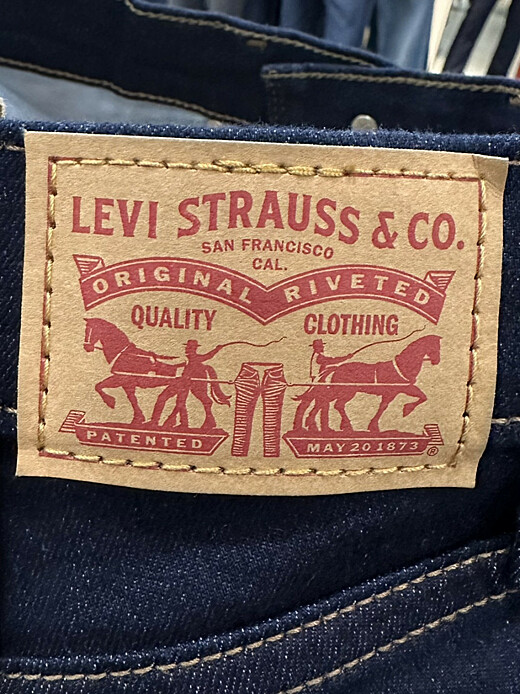 LEVI STRAUSS & CO.
SAN FRANCISCO
CAL.
ORIGINAL RIVETED
QUALITY CLOTHING
PATENTED MAY 20 1873 ®